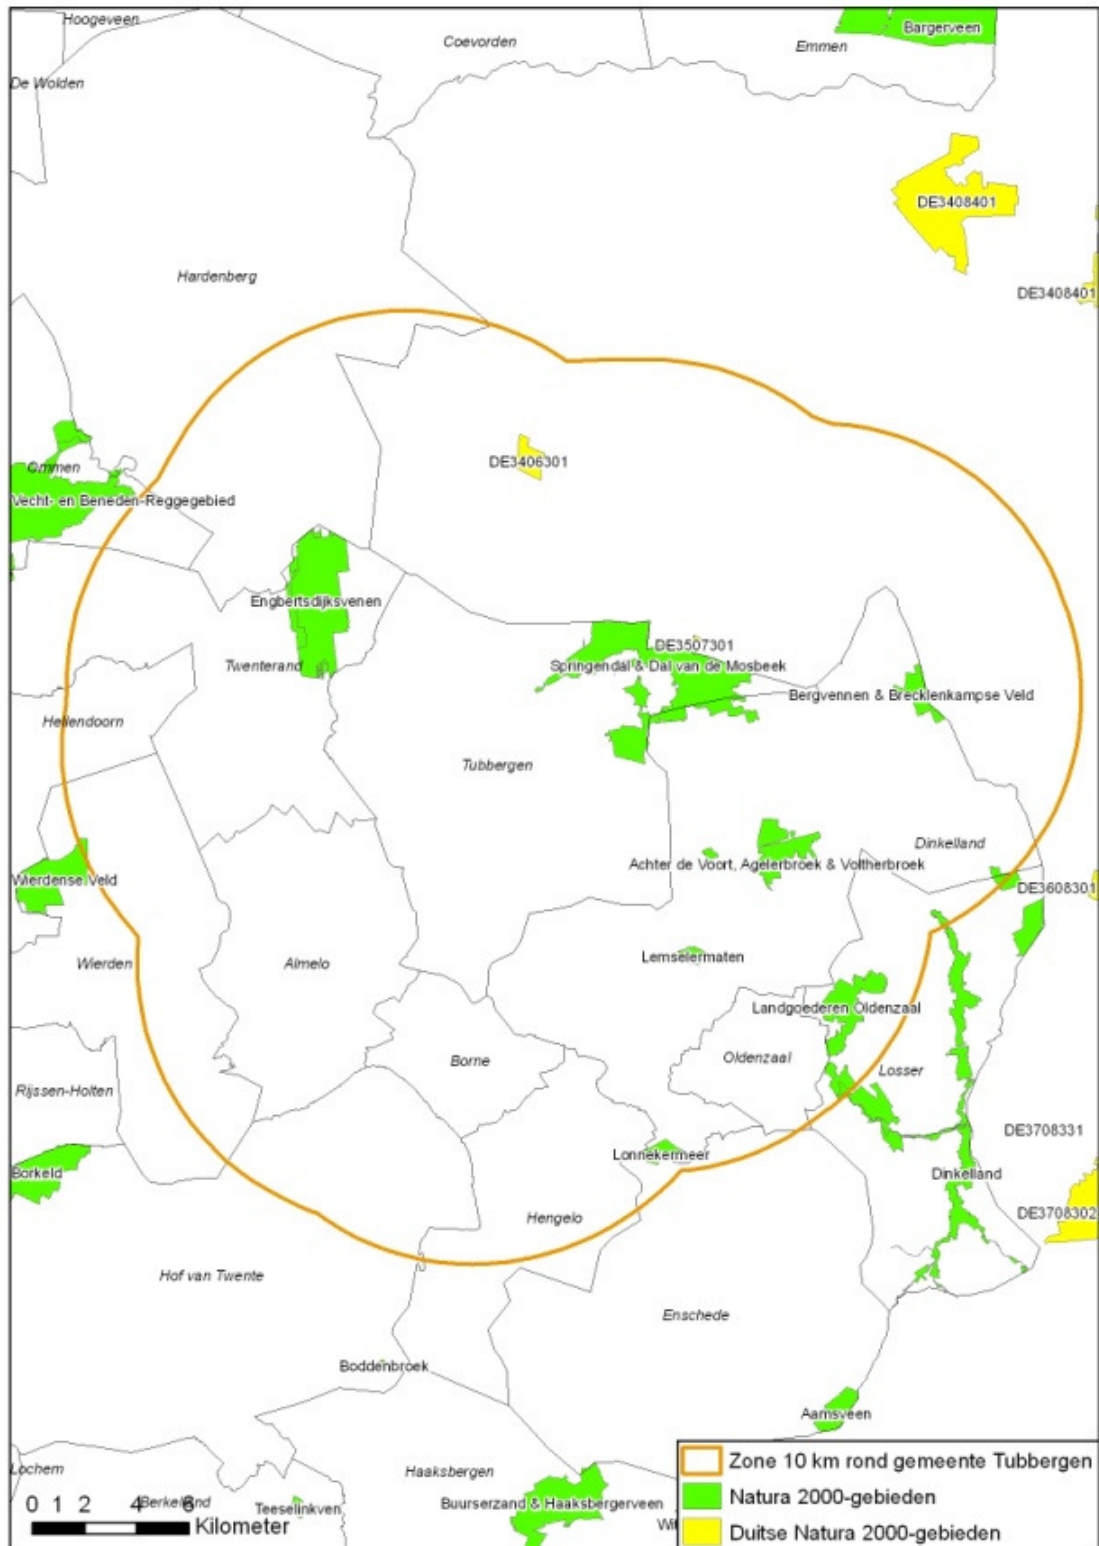 Hoogeveen
Bargerveen
Coevorden
Emmen
De Wolden
DE3408401
Hardenberg
DE3408401
Ommen
DE3406301
Vecht- en Beneden-Reggegebied
Engbertsdijksvenen
DE3507301
Twenterand
Springendal & Dal van de Mosbeek
Bergvennen & Brecklenkampse Veld
Hellendoorn
Tubbergen
Dinkelland
Achter de Voort, Agelerbroek & Voltherbroek
Wierdense Veld
DE3608301
Lemselermaten
Wierden
Almelo
Landgoederen Oldenzaal
Oldenzaal
Borne
Losser
Rijssen-Holten
DE3708331
Lonnekermeer
Borkeld
Dinkelland
DE3708302
Hengelo
Hof van Twente
Enschede
Boddenbroek
Aamsveen
Lochem
Haaksbergen
Berkelland
Teeselinkven
Buurserzand & Haaksbergerveen
0 1 2 4 6
Kilometer
Zone 10 km rond gemeente Tubbergen
Natura 2000-gebieden
Duitse Natura 2000-gebieden